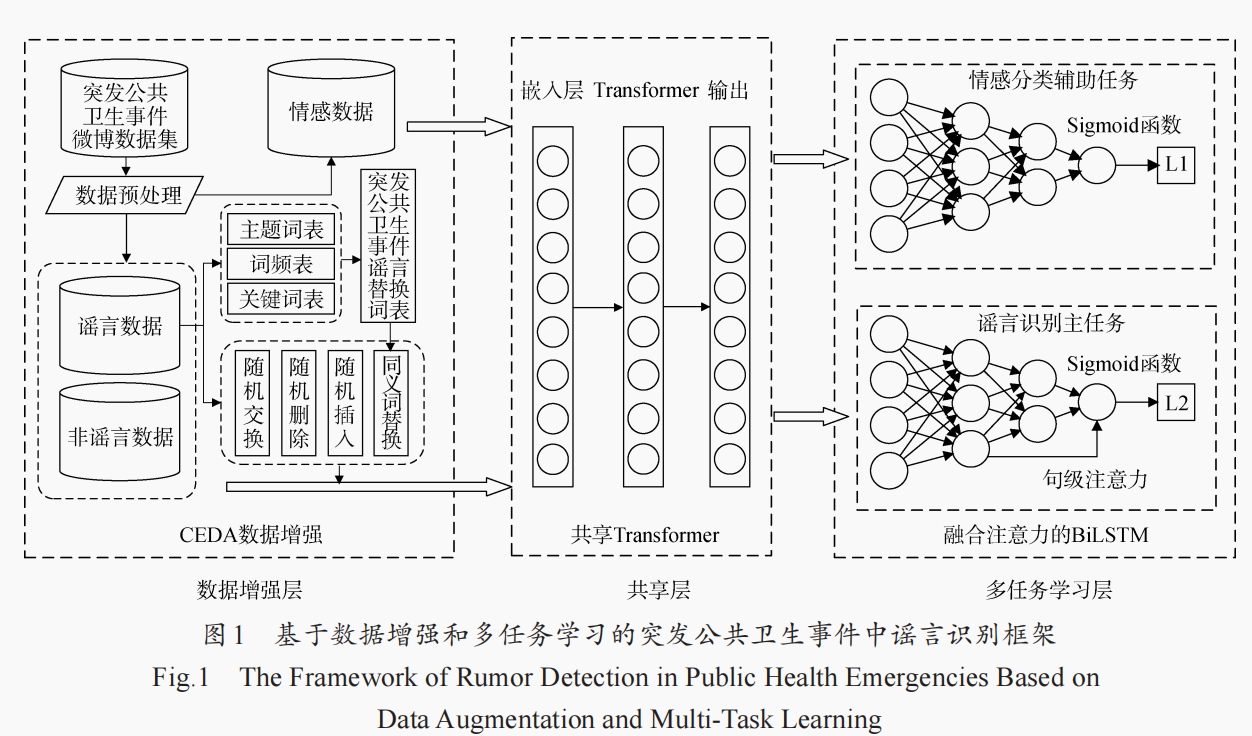 突发公共
卫生事件
微博数据集
情感数据
数据预处理
主题词表
词频表
关键词表
突发公共卫生事件谣言替换词表
谣言数据
非谣言数据
随机交换
随机删除
随机插入
同义词替换
CEDA数据增强
数据增强层
嵌入层 Transformer 输出
共享Transformer
共享层
情感分类辅助任务
Sigmoid函数
L1
谣言识别主任务
Sigmoid函数
L2
句级注意力
融合注意力的BiLSTM
多任务学习层
图1 基于数据增强和多任务学习的突发公共卫生事件中谣言识别框架
Fig.1 The Framework of Rumor Detection in Public Health Emergencies Based on
Data Augmentation and Multi-Task Learning